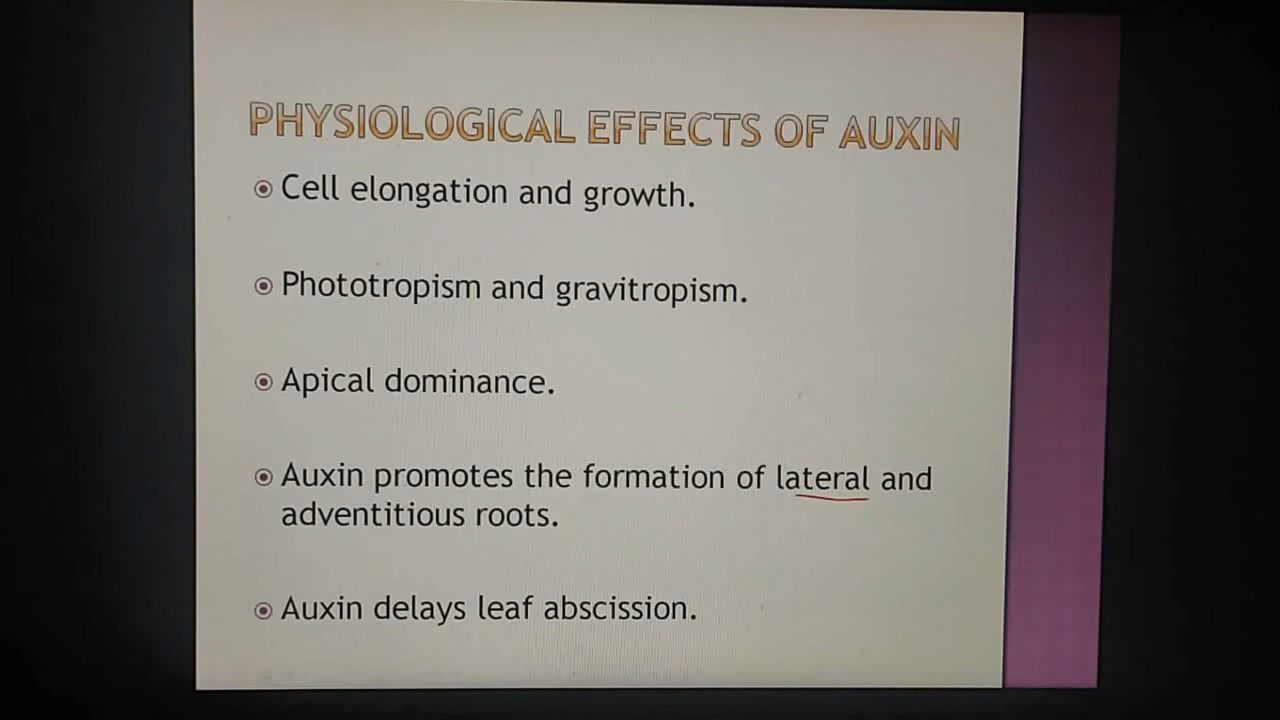 PHYSIOLOGICAL EFFECTS OF AUXIN
Cell elongation and growth.
Phototropism and gravitropism.
Apical dominance.
Auxin promotes the formation of lateral and
adventitious roots.
Auxin delays leaf abscission.